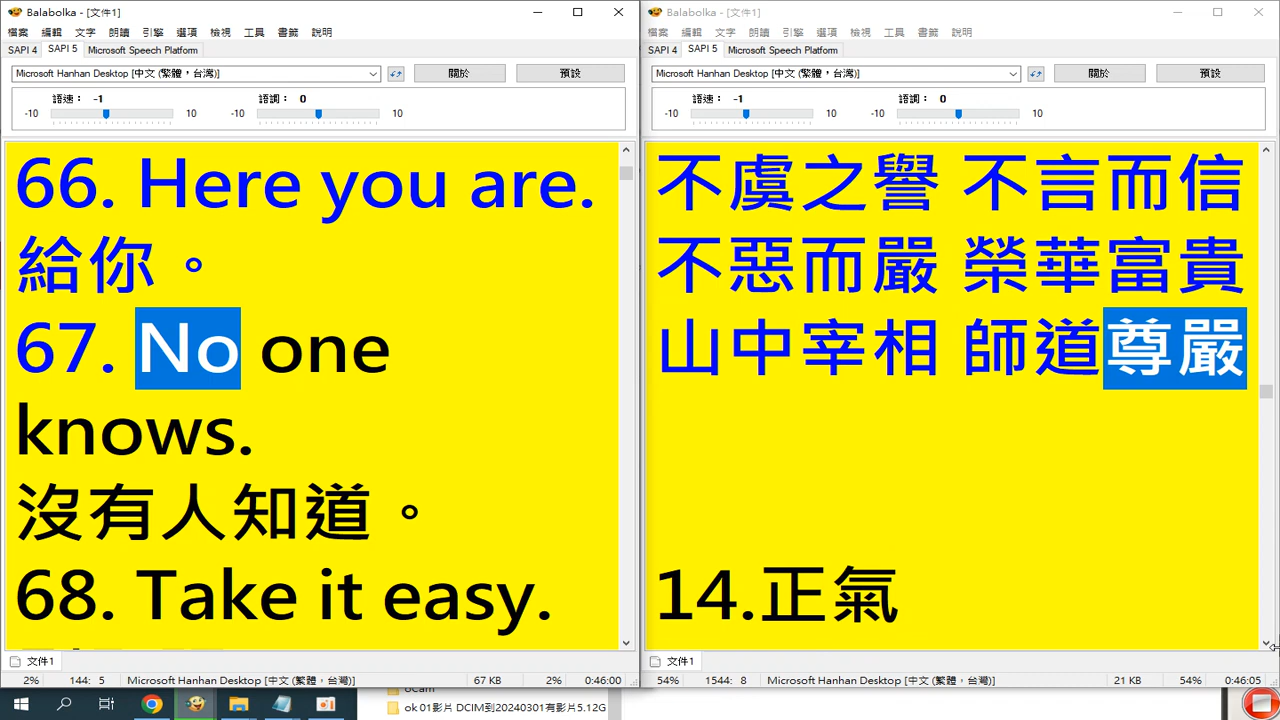 Balabolka - [文件1]
檔案 編輯 文字 朗讀 引擎 選項 檢視 工具 書籤 說明
SAPI 4 SAPI 5 Microsoft Speech Platform
Microsoft Hanhan Desktop [中文 (繁體，台灣)]
關於 預設
語速： -1 語調： 0
-10 10 -10 10
66. Here you are.
給你。
67. No one
knows.
沒有人知道。
68. Take it easy.
文件1
2% 144: 5 Microsoft Hanhan Desktop [中文 (繁體，台灣)] 67 KB 2% 0:46:00
Balabolka - [文件1]
檔案 編輯 文字 朗讀 引擎 選項 檢視 工具 書籤 說明
SAPI 4 SAPI 5 Microsoft Speech Platform
Microsoft Hanhan Desktop [中文 (繁體，台灣)]
關於 預設
語速： -1 語調： 0
-10 10 -10 10
不虞之譽 不言而信
不惡而嚴 榮華富貴
山中宰相 師道尊嚴
14.正氣
文件1
54% 1544: 8 Microsoft Hanhan Desktop [中文 (繁體，台灣)] 21 KB 54% 0:46:05
oCam
ok 01影片 DCIM到20240301有影片5.12G